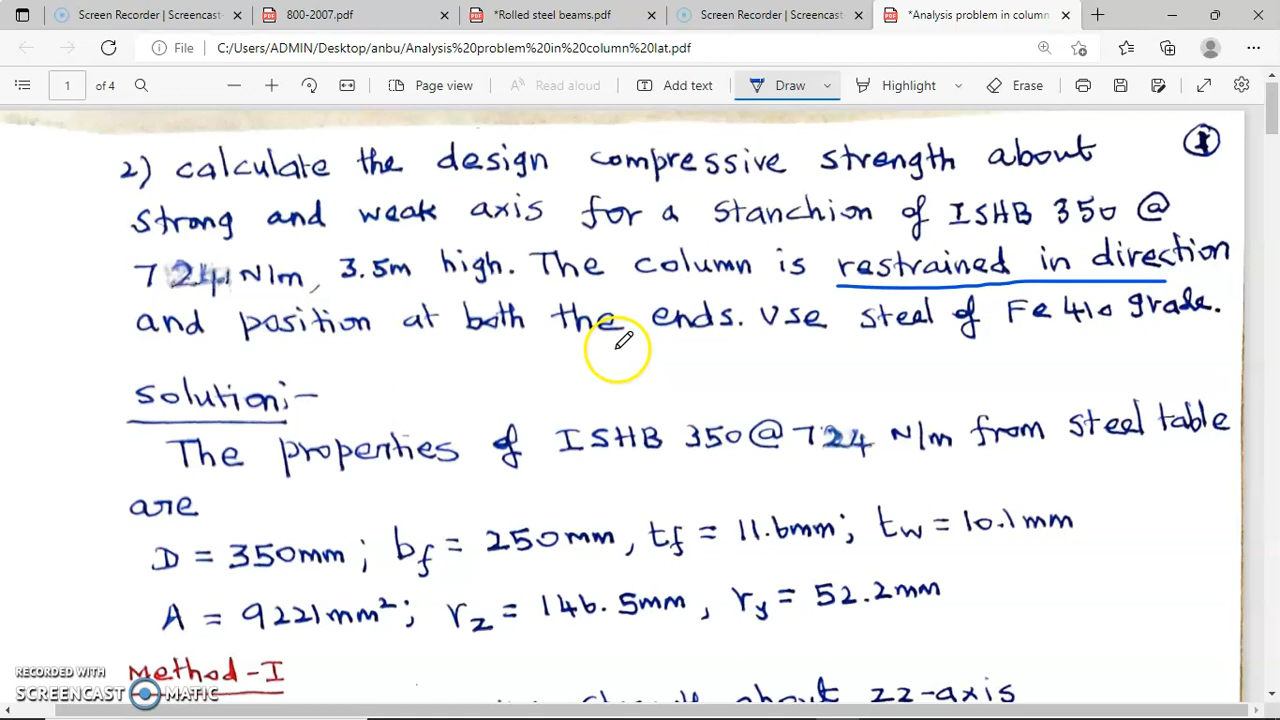 Screen Recorder | Screencast-
800-2007.pdf
*Rolled steel beams.pdf
Screen Recorder | Screencast-
*Analysis problem in column
File
C:/Users/ADMIN/Desktop/anbu/Analysis%20problem%20in%20column%20lat.pdf
1 of 4
Page view
Read aloud
Add text
Draw
Highlight
Erase
1
2) calculate the design compressive strength about
strong and weak axis for a stanchion of ISHB 350 @
724 N/m, 3.5m high. The column is restrained in direction
and position at both the ends. Use steel of Fe 410 grade.
Solution:-
The properties of ISHB 350@724 N/m from steel table
are
D = 350mm; bf = 250mm, tf = 11.6mm; tw = 10.1mm
A = 9221mm²; rz = 146.5mm, ry = 52.2mm
Method-I
about zz-axis
RECORDED WITH
SCREENCAST MATIC